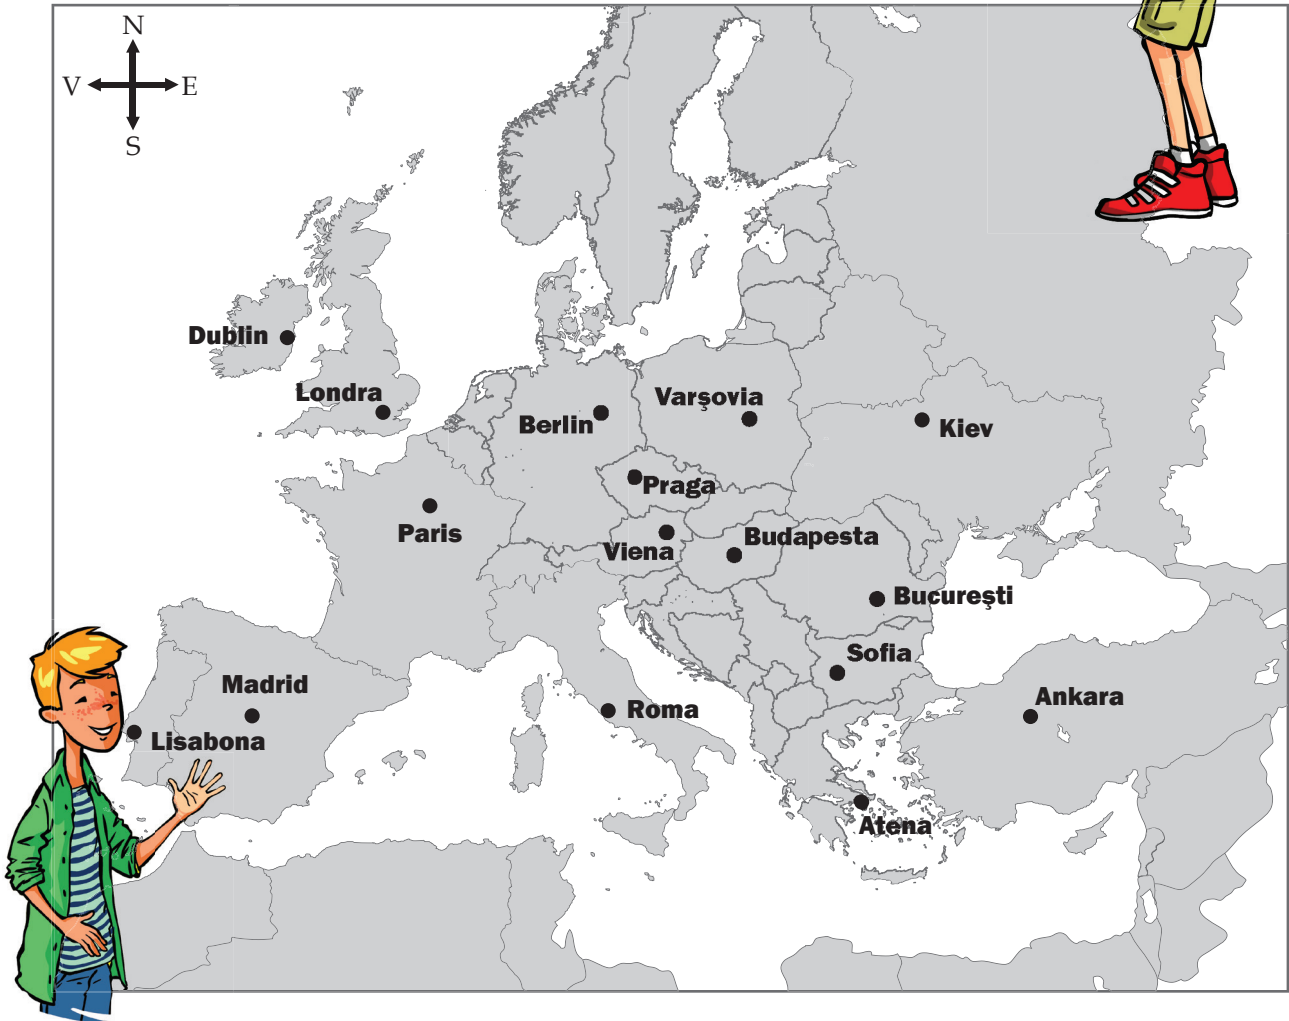 N
V E
S
Dublin
Londra
Varşovia
Berlin
Kiev
Praga
Paris
Viena
Budapesta
Bucureşti
Sofia
Madrid
Roma
Ankara
Lisabona
Atena